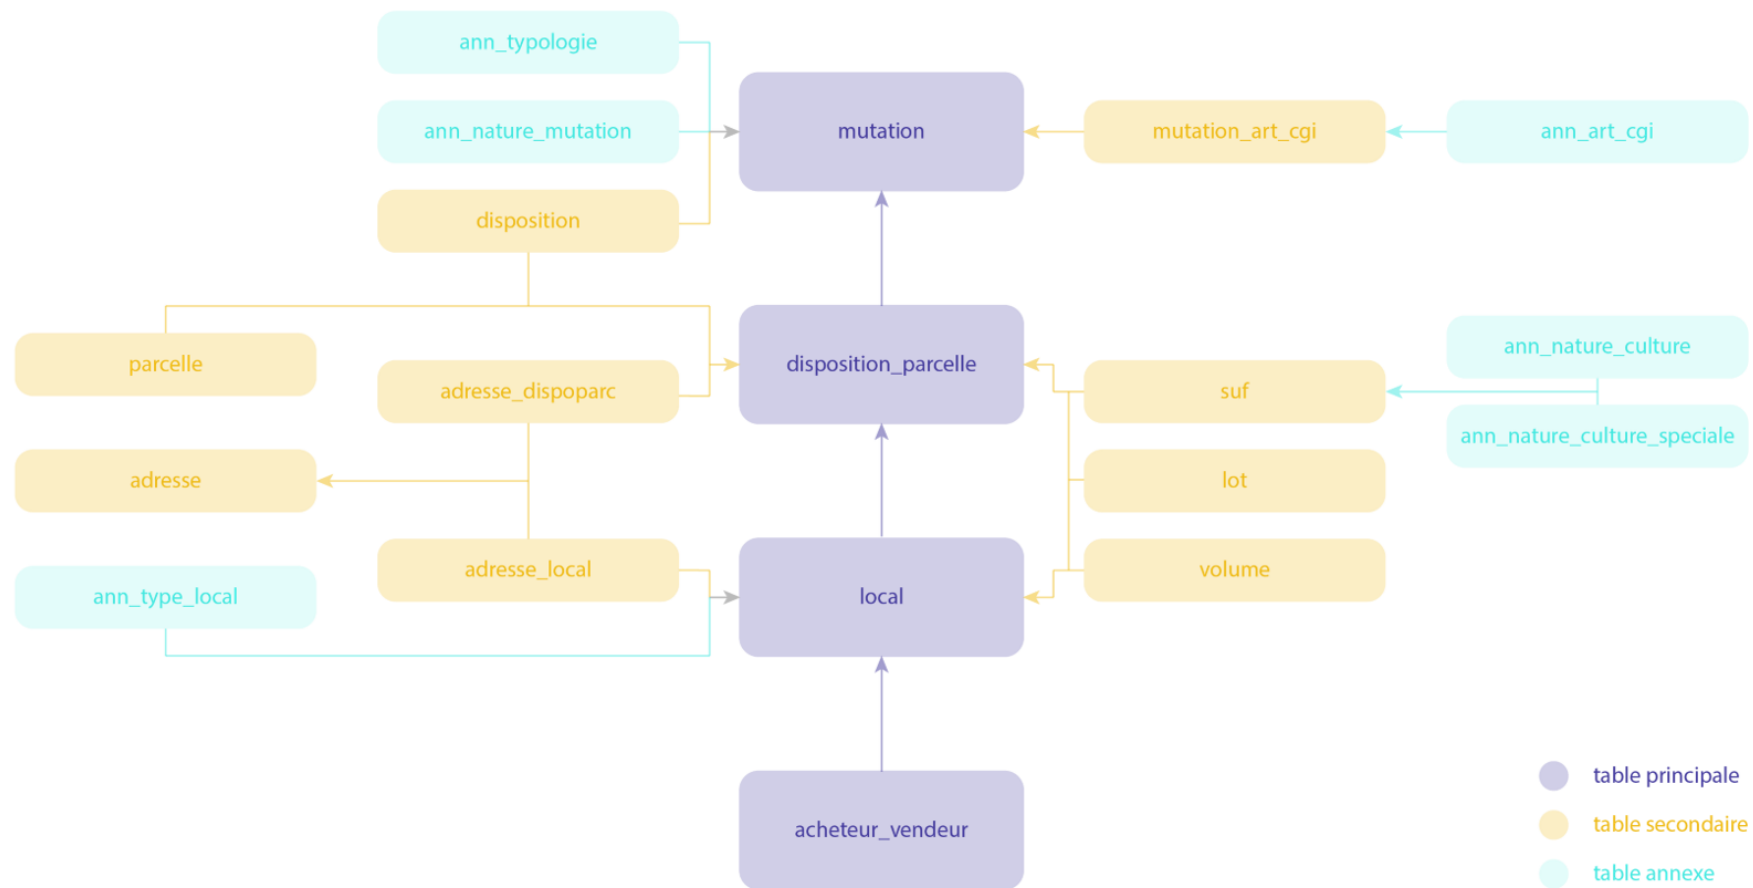 ann_typologie
ann_nature_mutation
mutation
mutation_art_cgi
ann_art_cgi
disposition
parcelle
adresse_dispoparc
disposition_parcelle
suf
ann_nature_culture
ann_nature_culture_speciale
adresse
lot
adresse_local
volume
ann_type_local
local
acheteur_vendeur
table principale
table secondaire
table annexe